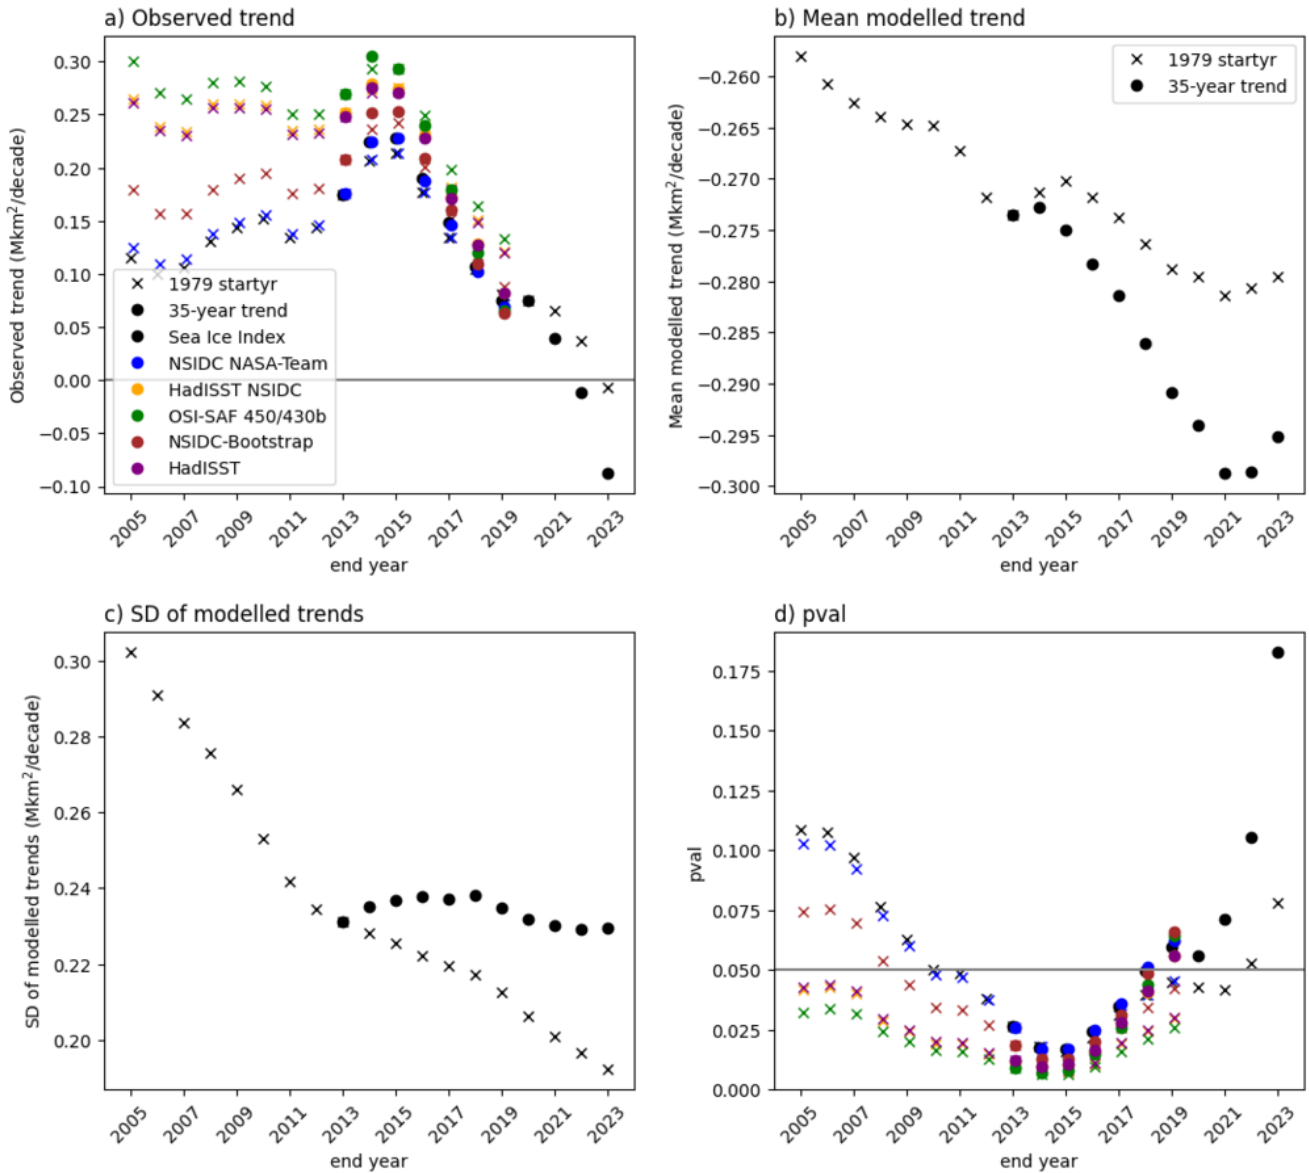 a) Observed trend
Observed trend (Mkm²/decade)
0.30
0.25
0.20
0.15
0.10
0.05
0.00
−0.05
−0.10
1979 startyr
35-year trend
Sea Ice Index
NSIDC NASA-Team
HadISST NSIDC
OSI-SAF 450/430b
NSIDC-Bootstrap
HadISST
2005 2007 2009 2011 2013 2015 2017 2019 2021 2023
end year
b) Mean modelled trend
Mean modelled trend (Mkm²/decade)
−0.260
−0.265
−0.270
−0.275
−0.280
−0.285
−0.290
−0.295
−0.300
1979 startyr
35-year trend
2005 2007 2009 2011 2013 2015 2017 2019 2021 2023
end year
c) SD of modelled trends
SD of modelled trends (Mkm²/decade)
0.30
0.28
0.26
0.24
0.22
0.20
2005 2007 2009 2011 2013 2015 2017 2019 2021 2023
end year
d) pval
pval
0.175
0.150
0.125
0.100
0.075
0.050
0.025
0.000
2005 2007 2009 2011 2013 2015 2017 2019 2021 2023
end year